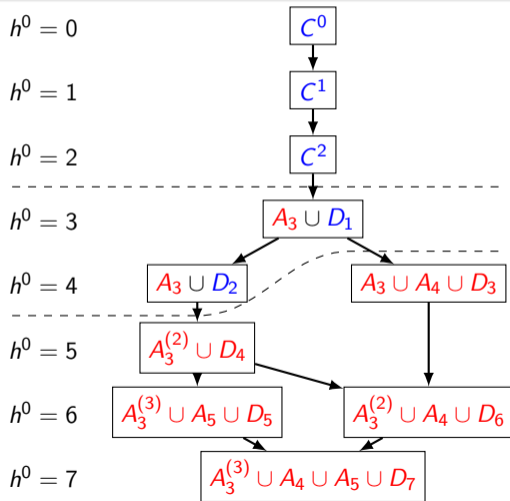 h⁰ = 0 C⁰
h⁰ = 1 C¹
h⁰ = 2 C²
h⁰ = 3 A₃ ∪ D₁
h⁰ = 4 A₃ ∪ D₂ A₃ ∪ A₄ ∪ D₃
h⁰ = 5 A₃⁽²⁾ ∪ D₄
h⁰ = 6 A₃⁽³⁾ ∪ A₅ ∪ D₅ A₃⁽²⁾ ∪ A₄ ∪ D₆
h⁰ = 7 A₃⁽³⁾ ∪ A₄ ∪ A₅ ∪ D₇